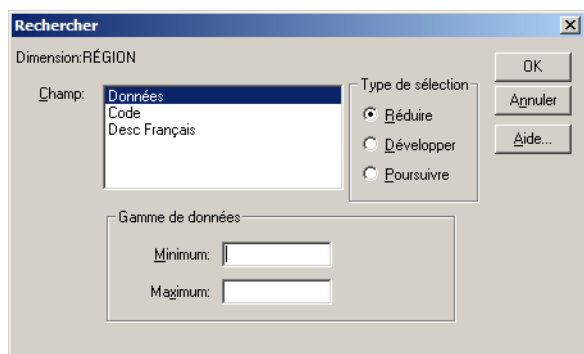 Rechercher
Dimension:RÉGION
Champ:
Données
Code
Desc Français
Type de sélection
Réduire
Développer
Poursuivre
OK
Annuler
Aide...
Gamme de données
Minimum:
Maximum: